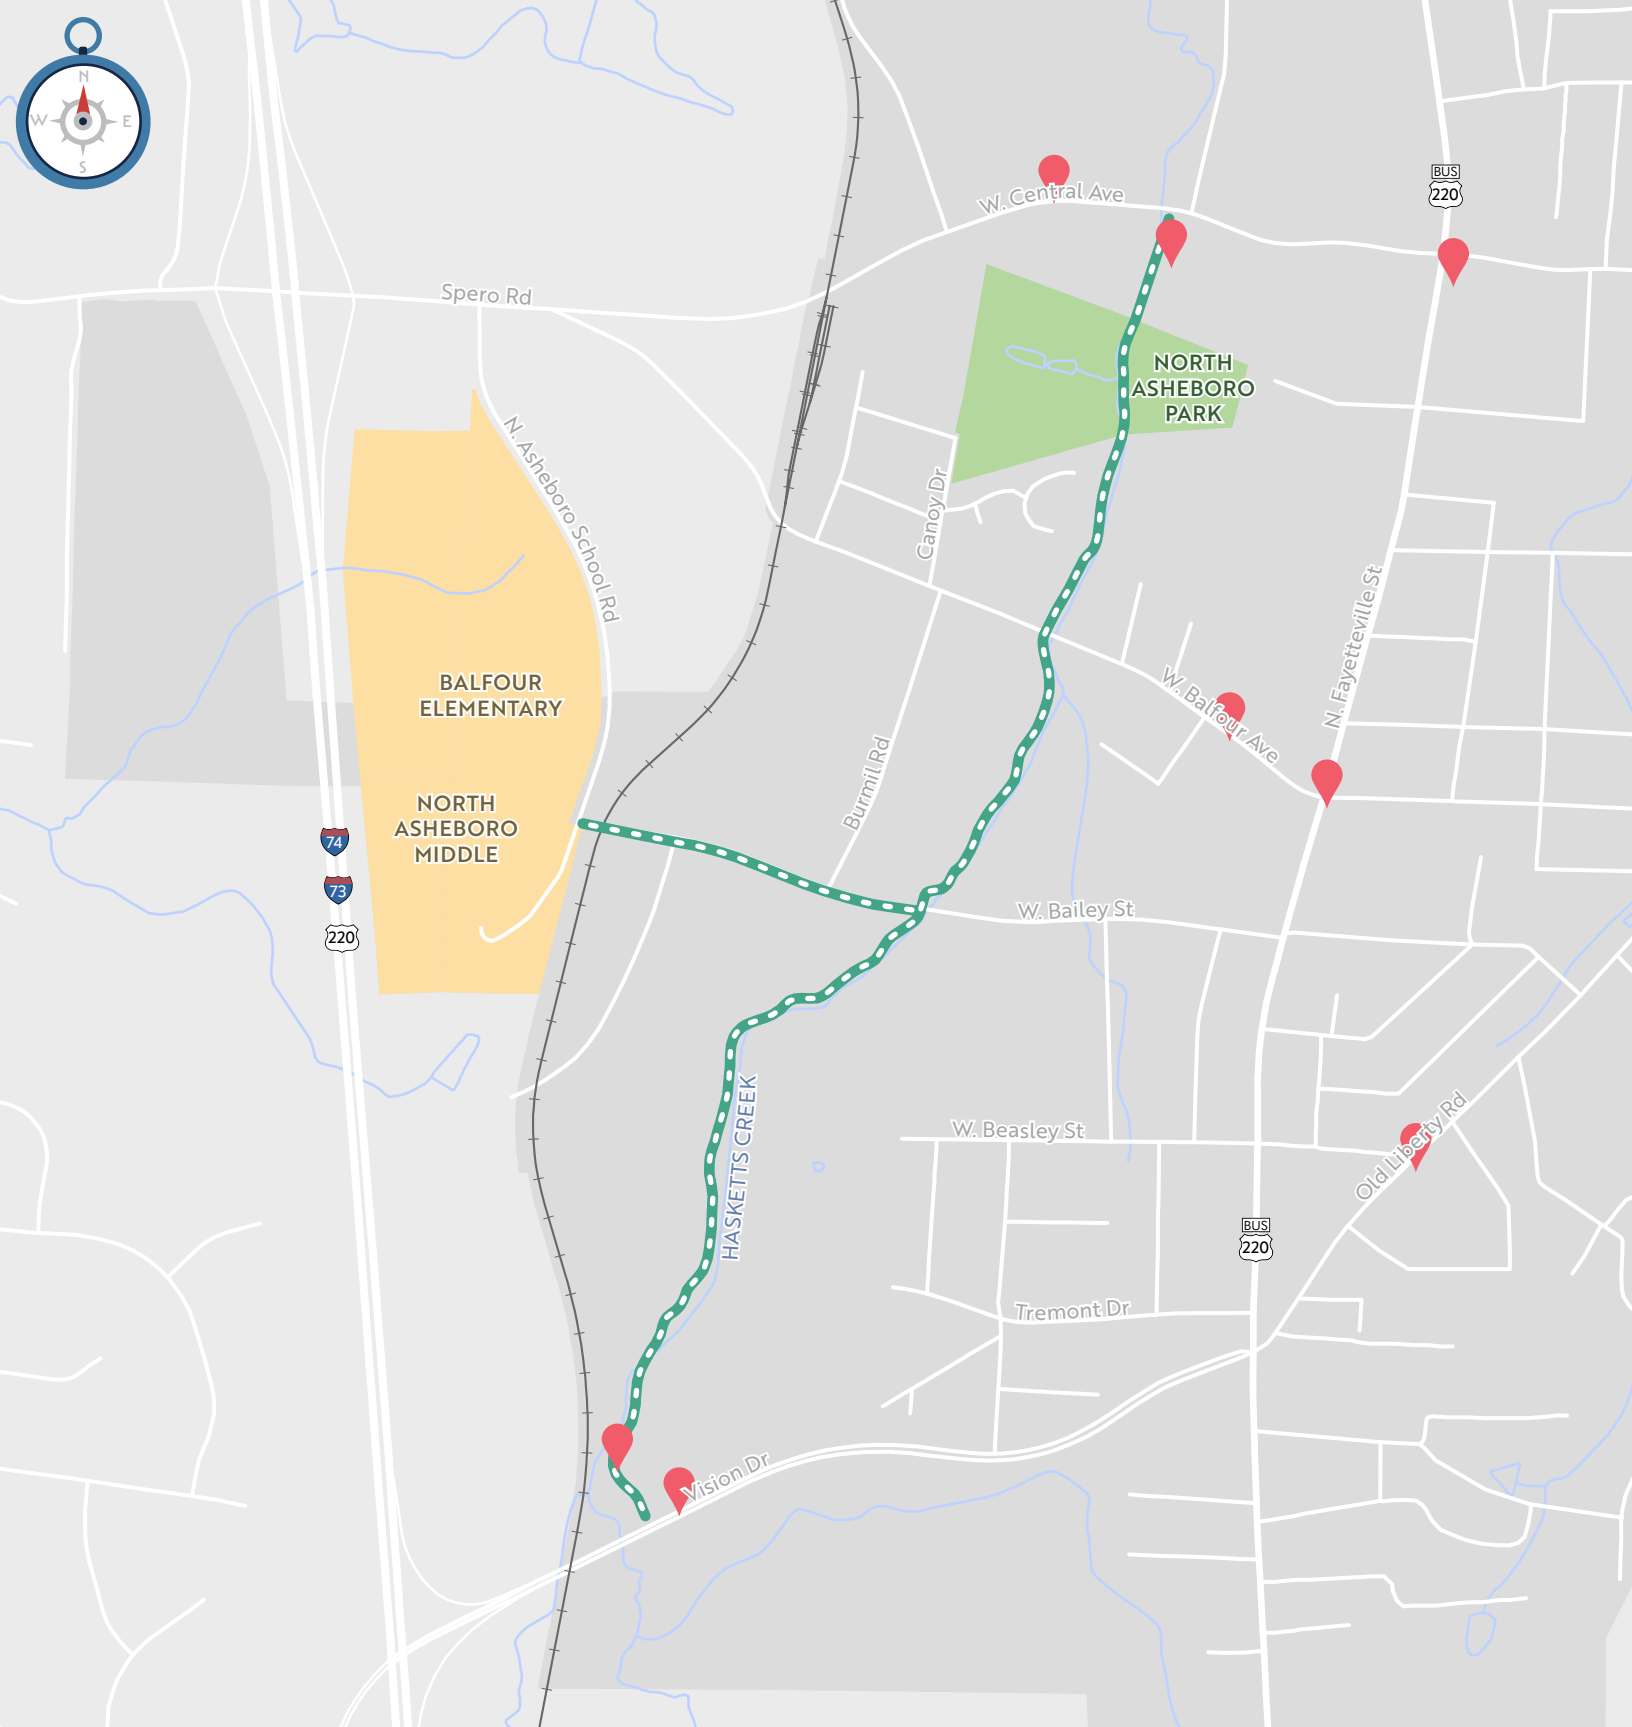 N
W
E
S
W. Central Ave
BUS
220
Spero Rd
NORTH
ASHEBORO
PARK
N. Asheboro School Rd
Canoy Dr
N. Fayetteville St
BALFOUR
ELEMENTARY
W. Balfour Ave
Burmil Rd
NORTH
ASHEBORO
MIDDLE
74
73
220
W. Bailey St
HASKETTS CREEK
W. Beasley St
Old Liberty Rd
BUS
220
Tremont Dr
Vision Dr